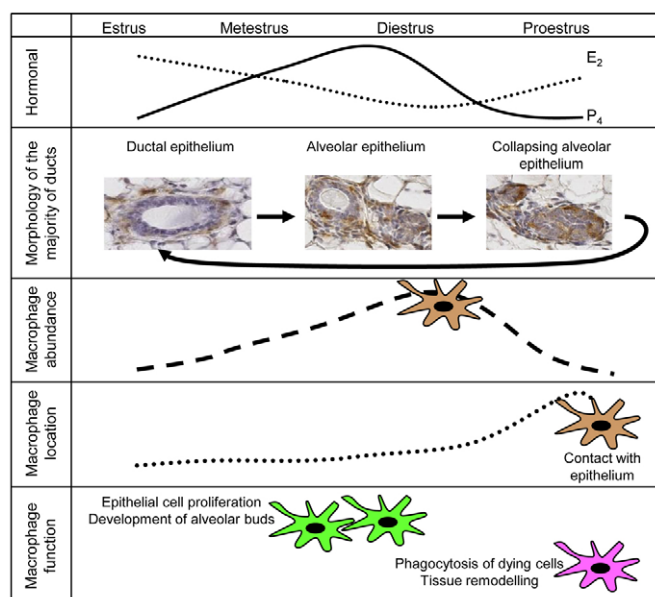 Estrus Metestrus Diestrus Proestrus
Hormonal
E2
P4
Morphology of the
majority of ducts
Ductal epithelium
Alveolar epithelium
Collapsing alveolar
epithelium
Macrophage
abundance
Macrophage
location
Contact with
epithelium
Macrophage
function
Epithelial cell proliferation
Development of alveolar buds
Phagocytosis of dying cells
Tissue remodelling